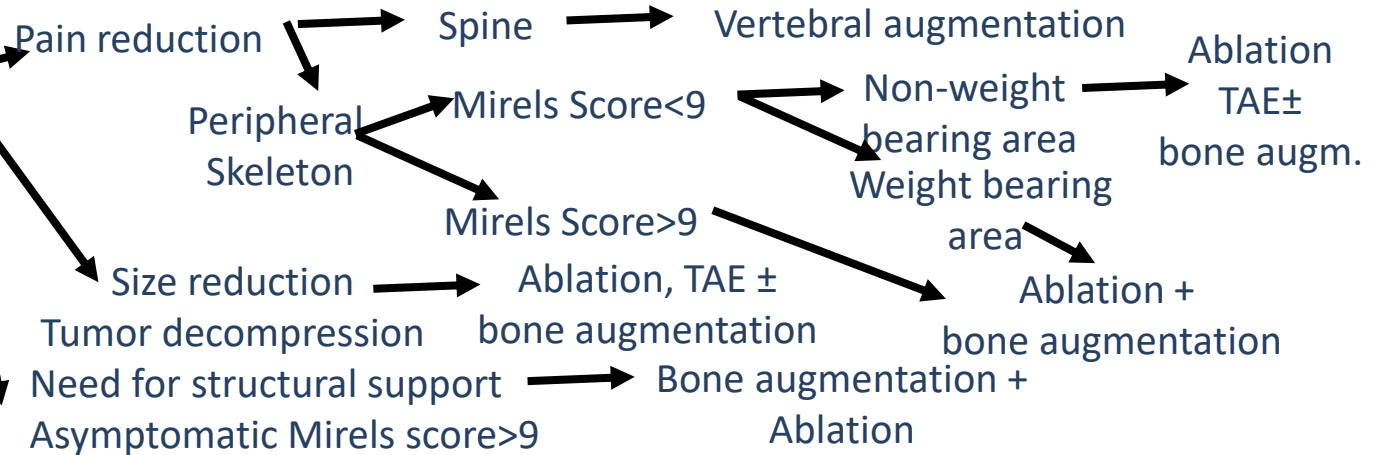 Pain reduction
Spine
Vertebral augmentation
Peripheral
Skeleton
Mirels Score<9
Non-weight
bearing area
Ablation
TAE±
bone augm.
Weight bearing
area
Mirels Score>9
Ablation +
bone augmentation
Size reduction
Tumor decompression
Ablation, TAE ±
bone augmentation
Need for structural support
Asymptomatic Mirels score>9
Bone augmentation +
Ablation